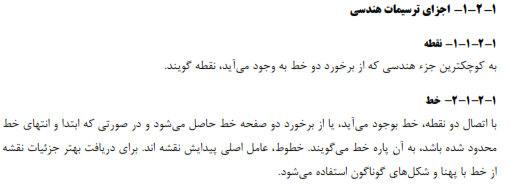 ۱-۲-۱- اجزای ترسیمات هندسی
۱-۲-۱-۱- نقطه
به کوچکترین جزء هندسی که از برخورد دو خط به وجود می‌آید، نقطه گویند.
۱-۲-۱-۲- خط
با اتصال دو نقطه، خط بوجود می‌آید، یا از برخورد دو صفحه خط حاصل می‌شود و در صورتی که ابتدا و انتهای خط
محدود شده باشد، به آن پاره خط می‌گویند. خطوط، عامل اصلی پیدایش نقشه اند. برای دریافت بهتر جزئیات نقشه
از خط با پهنا و شکل‌های گوناگون استفاده می‌شود.